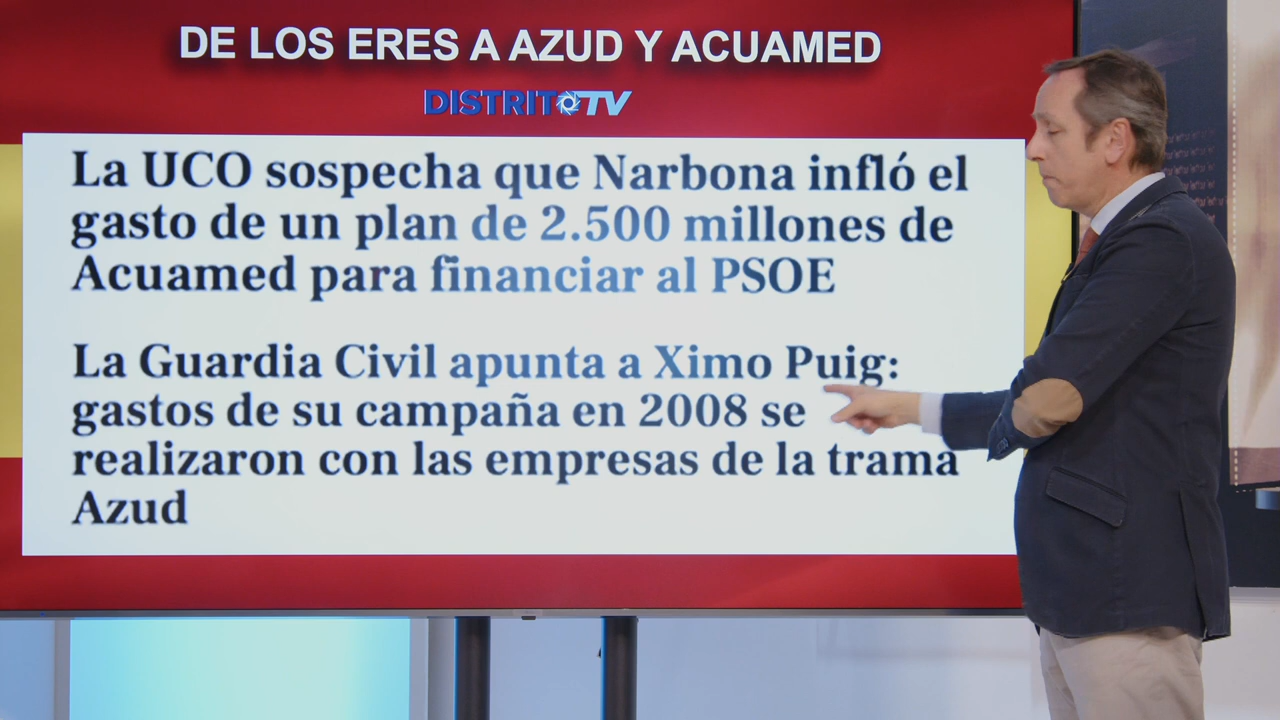 DE LOS ERES A AZUD Y ACUAMED
DISTRITO TV
La UCO sospecha que Narbona infló el
gasto de un plan de 2.500 millones de
Acuamed para financiar al PSOE
La Guardia Civil apunta a Ximo Puig:
gastos de su campaña en 2008 se
realizaron con las empresas de la trama
Azud